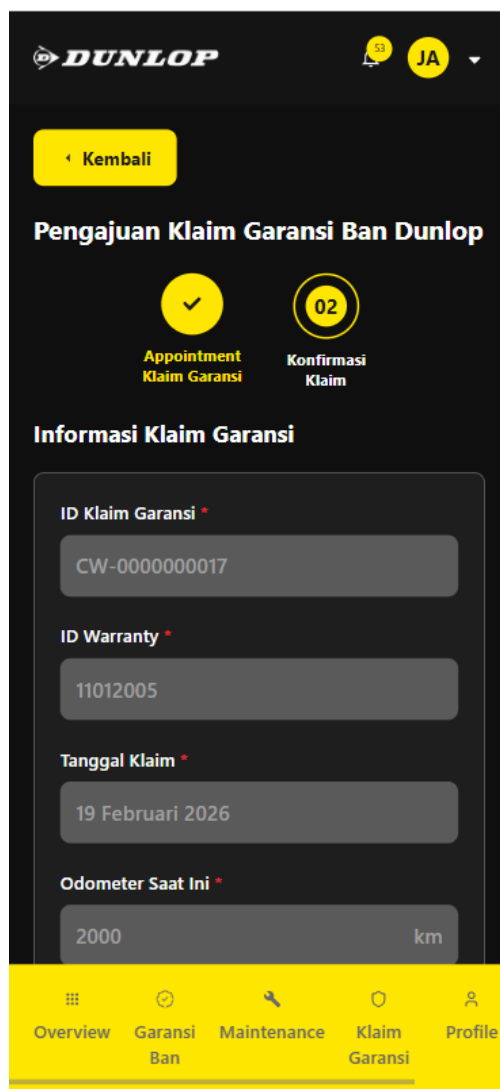 DUNLOP
53
JA
Kembali
Pengajuan Klaim Garansi Ban Dunlop
02
Appointment
Klaim Garansi
Konfirmasi
Klaim
Informasi Klaim Garansi
ID Klaim Garansi *
CW-0000000017
ID Warranty *
11012005
Tanggal Klaim *
19 Februari 2026
Odometer Saat Ini *
2000 km
Overview
Garansi
Ban
Maintenance
Klaim
Garansi
Profile